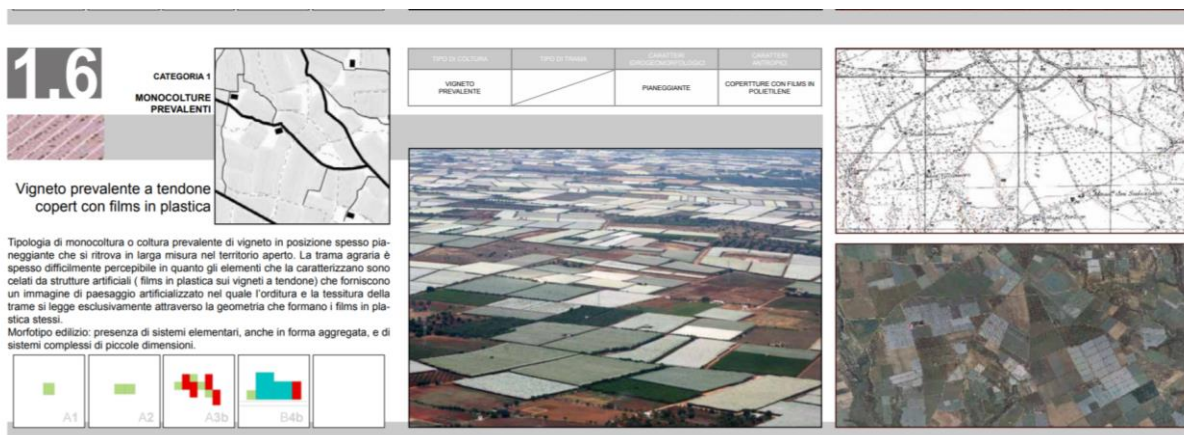 1.6
CATEGORIA 1
MONOCOLTURE
PREVALENTI
Vigneto prevalente a tendone
copert con films in plastica
Tipologia di monocoltura o coltura prevalente di vigneto in posizione spesso pia-
neggiante che si ritrova in larga misura nel territorio aperto. La trama agraria è
spesso difficilmente percepibile in quanto gli elementi che la caratterizzano sono
celati da strutture artificiali ( films in plastica sui vigneti a tendone) che forniscono
un immagine di paesaggio artificializzato nel quale l'orditura e la tessitura della
trame si legge esclusivamente attraverso la geometria che formano i films in pla-
stica stessi.
Morfotipo edilizio: presenza di sistemi elementari, anche in forma aggregata, e di
sistemi complessi di piccole dimensioni.
A1
A2
A3b
B4b
TIPO DI COLTURA
TIPO DI TRAMA
CARATTERI
IDROGEOMORFOLOGICI
CARATTERI
ANTROPICI
VIGNETO
PREVALENTE
PIANEGGIANTE
COPERTTURE CON FILMS IN
POLIETILENE